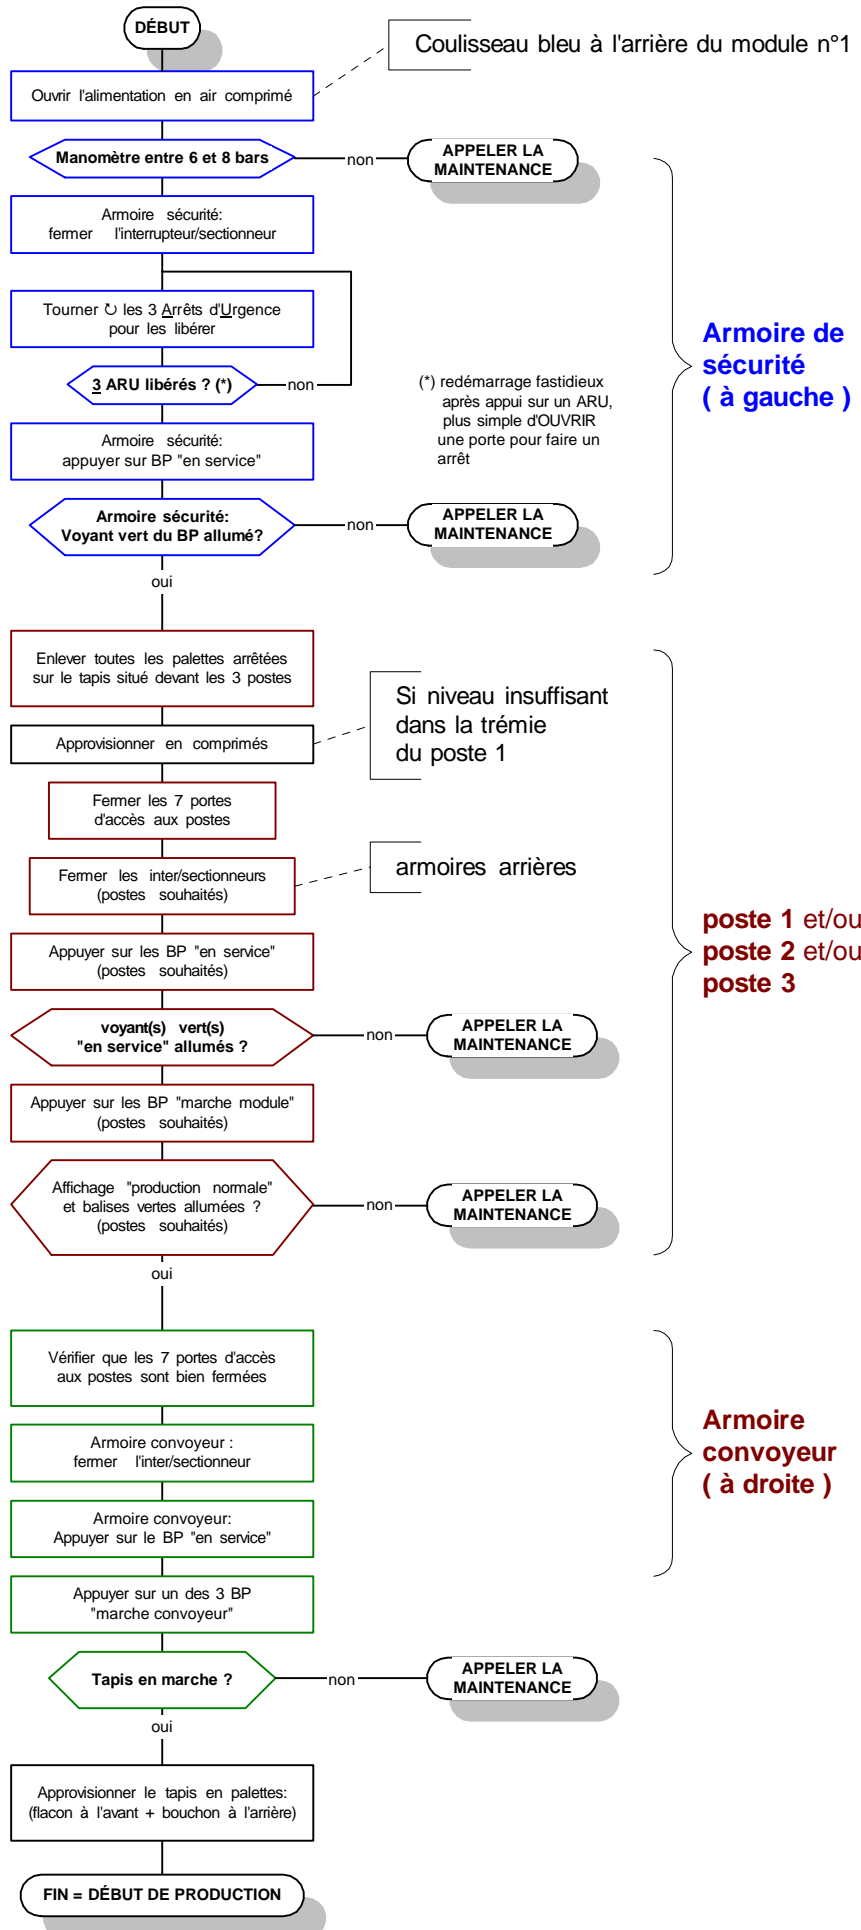 DÉBUT
Coulisseau bleu à l'arrière du module n°1
Ouvrir l'alimentation en air comprimé
Manomètre entre 6 et 8 bars
non
APPELER LA
MAINTENANCE
Armoire sécurité:
fermer l'interrupteur/sectionneur
Tourner ↻ les 3 Arrêts d'Urgence
pour les libérer
3 ARU libérés ? (*)
non
(*) redémarrage fastidieux
après appui sur un ARU,
plus simple d'OUVRIR
une porte pour faire un
arrêt
Armoire de
sécurité
( à gauche )
Armoire sécurité:
appuyer sur BP "en service"
Armoire sécurité:
Voyant vert du BP allumé?
non
APPELER LA
MAINTENANCE
oui
Enlever toutes les palettes arrêtées
sur le tapis situé devant les 3 postes
Si niveau insuffisant
dans la trémie
du poste 1
Approvisionner en comprimés
Fermer les 7 portes
d'accès aux postes
armoires arrières
Fermer les inter/sectionneurs
(postes souhaités)
poste 1 et/ou
poste 2 et/ou
poste 3
Appuyer sur les BP "en service"
(postes souhaités)
voyant(s) vert(s)
"en service" allumés ?
non
APPELER LA
MAINTENANCE
Appuyer sur les BP "marche module"
(postes souhaités)
Affichage "production normale"
et balises vertes allumées ?
(postes souhaités)
non
APPELER LA
MAINTENANCE
oui
Vérifier que les 7 portes d'accès
aux postes sont bien fermées
Armoire
convoyeur
( à droite )
Armoire convoyeur :
fermer l'inter/sectionneur
Armoire convoyeur:
Appuyer sur le BP "en service"
Appuyer sur un des 3 BP
"marche convoyeur"
Tapis en marche ?
non
APPELER LA
MAINTENANCE
oui
Approvisionner le tapis en palettes:
(flacon à l'avant + bouchon à l'arrière)
FIN = DÉBUT DE PRODUCTION